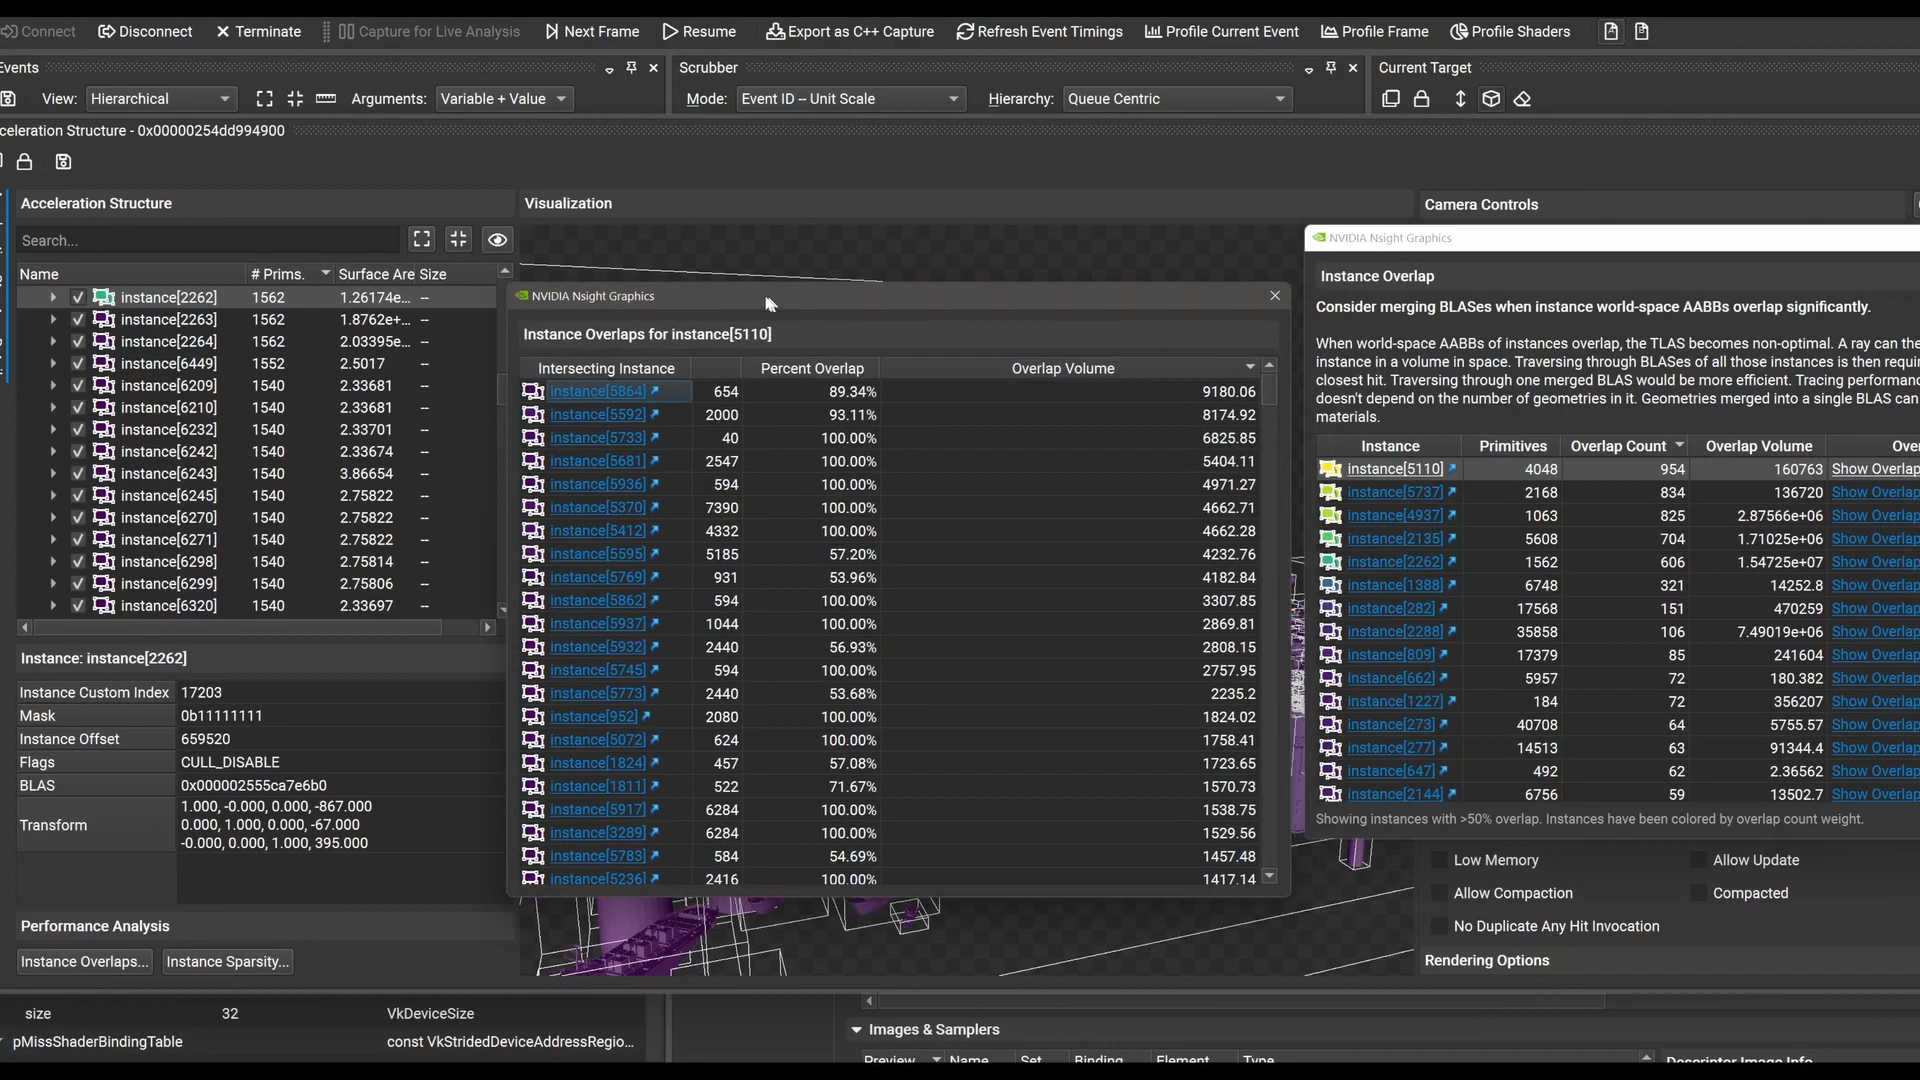 Connect Disconnect Terminate Capture for Live Analysis Next Frame Resume Export as C++ Capture Refresh Event Timings Profile Current Event Profile Frame Profile Shaders
Events
View: Hierarchical Arguments: Variable + Value
Scrubber
Mode: Event ID – Unit Scale Hierarchy: Queue Centric
Current Target
celeration Structure - 0x00000254dd994900
Acceleration Structure
Search...
Name # Prims. Surface Are Size
instance[2262] 1562 1.26174e... --
instance[2263] 1562 1.8762e+... --
instance[2264] 1562 2.03395e... --
instance[6449] 1552 2.5017 --
instance[6209] 1540 2.33681 --
instance[6210] 1540 2.33681 --
instance[6232] 1540 2.33701 --
instance[6242] 1540 2.33674 --
instance[6243] 1540 3.86654 --
instance[6245] 1540 2.75822 --
instance[6270] 1540 2.75822 --
instance[6271] 1540 2.75822 --
instance[6298] 1540 2.75814 --
instance[6299] 1540 2.75806 --
instance[6320] 1540 2.33697 --
Instance: instance[2262]
Instance Custom Index 17203
Mask 0b11111111
Instance Offset 659520
Flags CULL_DISABLE
BLAS 0x000002555ca7e6b0
Transform
1.000, -0.000, 0.000, -867.000
0.000, 1.000, 0.000, -67.000
-0.000, 0.000, 1.000, 395.000
Performance Analysis
Instance Overlaps... Instance Sparsity...
Visualization
NVIDIA Nsight Graphics
Instance Overlaps for instance[5110]
Intersecting Instance Percent Overlap Overlap Volume
instance[5864] 654 89.34% 9180.06
instance[5592] 2000 93.11% 8174.92
instance[5733] 40 100.00% 6825.85
instance[5681] 2547 100.00% 5404.11
instance[5936] 594 100.00% 4971.27
instance[5370] 7390 100.00% 4662.71
instance[5412] 4332 100.00% 4662.28
instance[5595] 5185 57.20% 4232.76
instance[5769] 931 53.96% 4182.84
instance[5862] 594 100.00% 3307.85
instance[5937] 1044 100.00% 2869.81
instance[5932] 2440 56.93% 2808.15
instance[5745] 594 100.00% 2757.95
instance[5773] 2440 53.68% 2235.2
instance[952] 2080 100.00% 1824.02
instance[5072] 624 100.00% 1758.41
instance[1824] 457 57.08% 1723.65
instance[1811] 522 71.67% 1570.73
instance[5917] 6284 100.00% 1538.75
instance[3289] 6284 100.00% 1529.56
instance[5783] 584 54.69% 1457.48
instance[5236] 2416 100.00% 1417.14
Camera Controls
NVIDIA Nsight Graphics
Instance Overlap
Consider merging BLASes when instance world-space AABBs overlap significantly.
When world-space AABBs of instances overlap, the TLAS becomes non-optimal. A ray can the
instance in a volume in space. Traversing through BLASes of all those instances is then requir
closest hit. Traversing through one merged BLAS would be more efficient. Tracing performanc
doesn't depend on the number of geometries in it. Geometries merged into a single BLAS can
materials.
Instance Primitives Overlap Count Overlap Volume Ove
instance[5110] 4048 954 160763 Show Overlap
instance[5737] 2168 834 136720 Show Overlap
instance[4937] 1063 825 2.87566e+06 Show Overlap
instance[2135] 5608 704 1.71025e+06 Show Overlap
instance[2262] 1562 606 1.54725e+07 Show Overlap
instance[1388] 6748 321 14252.8 Show Overlap
instance[282] 17568 151 470259 Show Overlap
instance[2288] 35858 106 7.49019e+06 Show Overlap
instance[809] 17379 85 241604 Show Overlap
instance[662] 5957 72 180.382 Show Overlap
instance[1227] 184 72 356207 Show Overlap
instance[273] 40708 64 5755.57 Show Overlap
instance[277] 14513 63 91344.4 Show Overlap
instance[647] 492 62 2.36562 Show Overlap
instance[2144] 6756 59 13502.7 Show Overlap
Showing instances with >50% overlap. Instances have been colored by overlap count weight.
Low Memory Allow Update
Allow Compaction Compacted
No Duplicate Any Hit Invocation
Rendering Options
size 32 VkDeviceSize
pMissShaderBindingTable const VkStridedDeviceAddressRegio...
Images & Samplers
Preview Name Set Binding Element Type
Descriptor Image Info